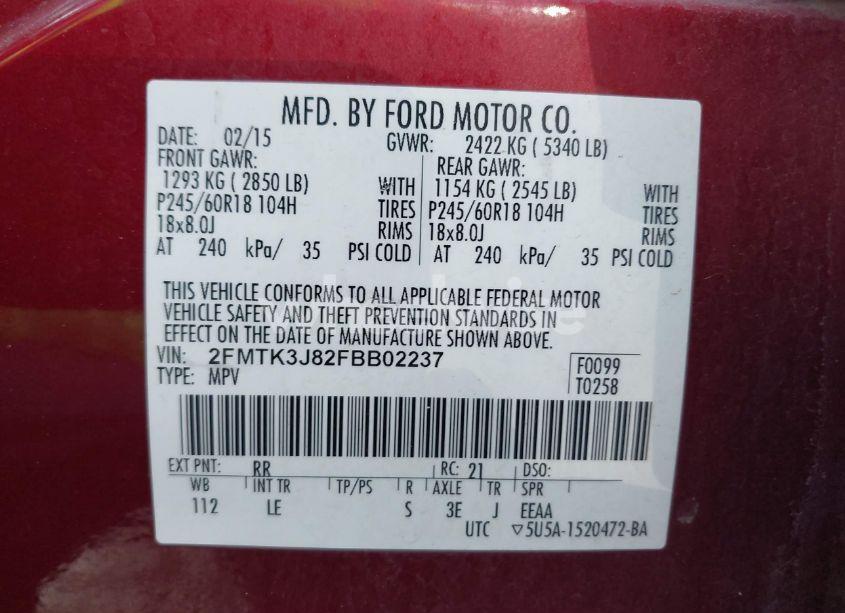 MFD. BY FORD MOTOR CO.
DATE: 02/15 GVWR: 2422 KG ( 5340 LB)
FRONT GAWR: REAR GAWR:
1293 KG ( 2850 LB) WITH 1154 KG ( 2545 LB) WITH
P245/60R18 104H TIRES P245/60R18 104H TIRES
18x8.0J RIMS 18x8.0J RIMS
AT 240 kPa/ 35 PSI COLD AT 240 kPa/ 35 PSI COLD
THIS VEHICLE CONFORMS TO ALL APPLICABLE FEDERAL MOTOR
VEHICLE SAFETY AND THEFT PREVENTION STANDARDS IN
EFFECT ON THE DATE OF MANUFACTURE SHOWN ABOVE.
VIN: 2FMTK3J82FBB02237 F0099
TYPE: MPV T0258
EXT PNT: RR RC: 21 DSO:
WB INT TR TP/PS R AXLE TR SPR
112 LE S 3E J EEAA
UTC ▽5U5A-1520472-BA